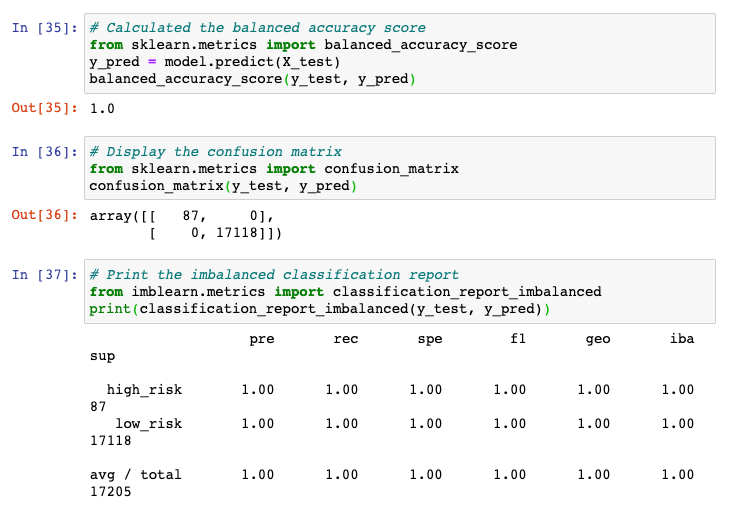 In [35]: # Calculated the balanced accuracy score
from sklearn.metrics import balanced_accuracy_score
y_pred = model.predict(X_test)
balanced_accuracy_score(y_test, y_pred)
Out[35]: 1.0
In [36]: # Display the confusion matrix
from sklearn.metrics import confusion_matrix
confusion_matrix(y_test, y_pred)
Out[36]: array([[   87,     0],
       [    0, 17118]])
In [37]: # Print the imbalanced classification report
from imblearn.metrics import classification_report_imbalanced
print(classification_report_imbalanced(y_test, y_pred))
                   pre       rec       spe        f1       geo       iba
sup
  high_risk       1.00      1.00      1.00      1.00      1.00      1.00
87
   low_risk       1.00      1.00      1.00      1.00      1.00      1.00
17118
avg / total       1.00      1.00      1.00      1.00      1.00      1.00
17205